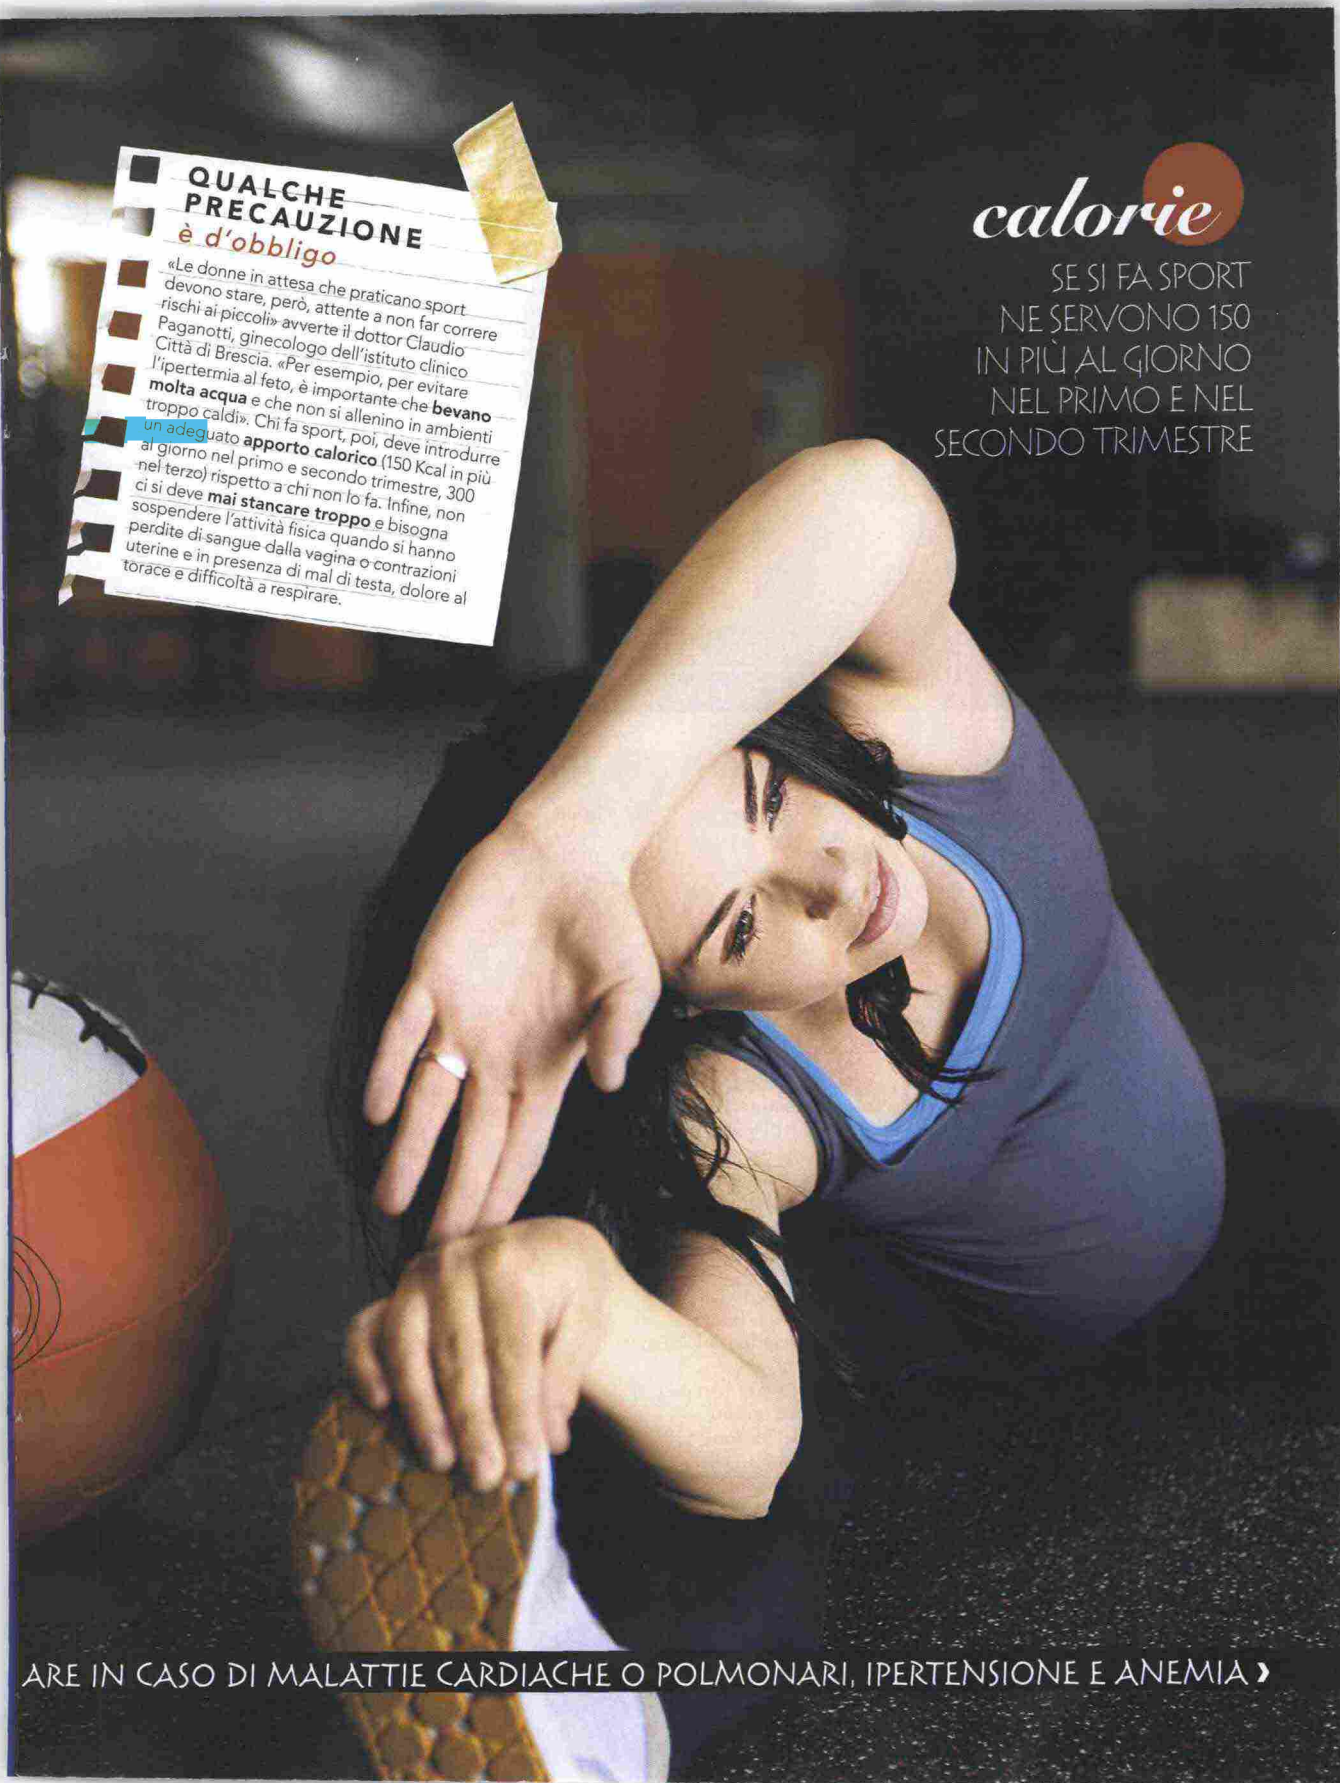 QUALCHE
PRECAUZIONE
è d'obbligo
«Le donne in attesa che praticano sport
devono stare, però, attente a non far correre
rischi ai piccoli» avverte il dottor Claudio
Paganotti, ginecologo dell'istituto clinico
Città di Brescia. «Per esempio, per evitare
l'ipertermia al feto, è importante che bevano
molta acqua e che non si allenino in ambienti
troppo caldi». Chi fa sport, poi, deve introdurre
un adeguato apporto calorico (150 Kcal in più
al giorno nel primo e secondo trimestre, 300
nel terzo) rispetto a chi non lo fa. Infine, non
ci si deve mai stancare troppo e bisogna
sospendere l'attività fisica quando si hanno
perdite di sangue dalla vagina o contrazioni
uterine e in presenza di mal di testa, dolore al
torace e difficoltà a respirare.
calorie
SE SI FA SPORT
NE SERVONO 150
IN PIÙ AL GIORNO
NEL PRIMO E NEL
SECONDO TRIMESTRE
ARE IN CASO DI MALATTIE CARDIACHE O POLMONARI, IPERTENSIONE E ANEMIA ›